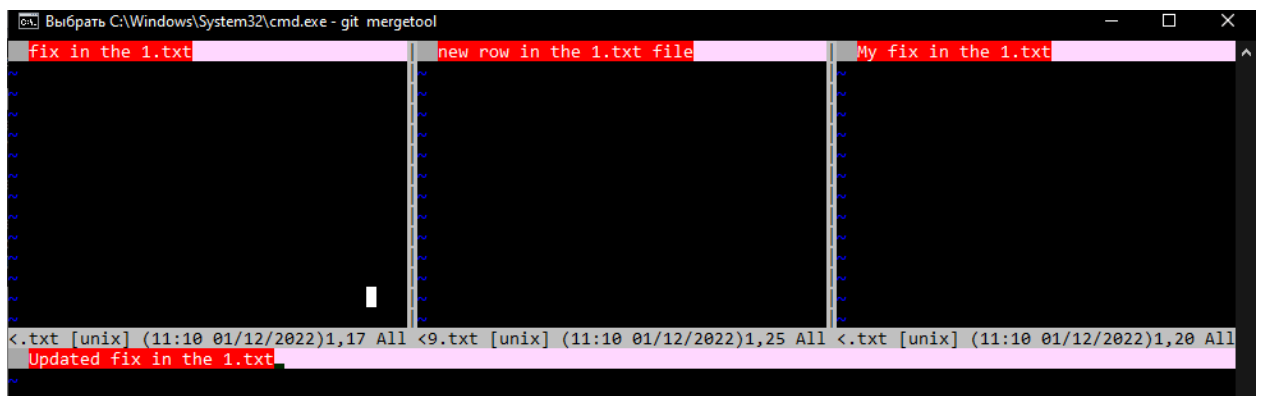 Выбрать C:\Windows\System32\cmd.exe - git mergetool
fix in the 1.txt | new row in the 1.txt file | My fix in the 1.txt
~ ~ ~
~ ~ ~
~ ~ ~
~ ~ ~
~ ~ ~
~ ~ ~
~ ~ ~
~ ~ ~
~ ~ ~
~ ~ ~
~ ~ ~
~ ~ ~
~ ~ ~
<.txt [unix] (11:10 01/12/2022)1,17 All <9.txt [unix] (11:10 01/12/2022)1,25 All <.txt [unix] (11:10 01/12/2022)1,20 All
Updated fix in the 1.txt
~